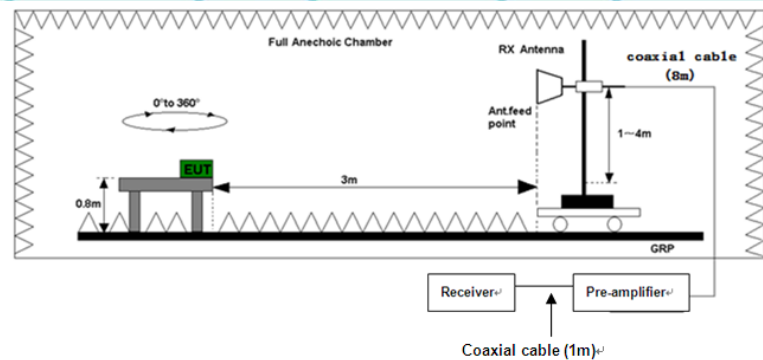 Full Anechoic Chamber
RX Antenna
coaxial cable
(8m)
0°to 360°
Ant.feed
point
1—4m
EUT
3m
0.8m
GRP
Receiver↵
Pre-amplifier↵
Coaxial cable (1m)↵